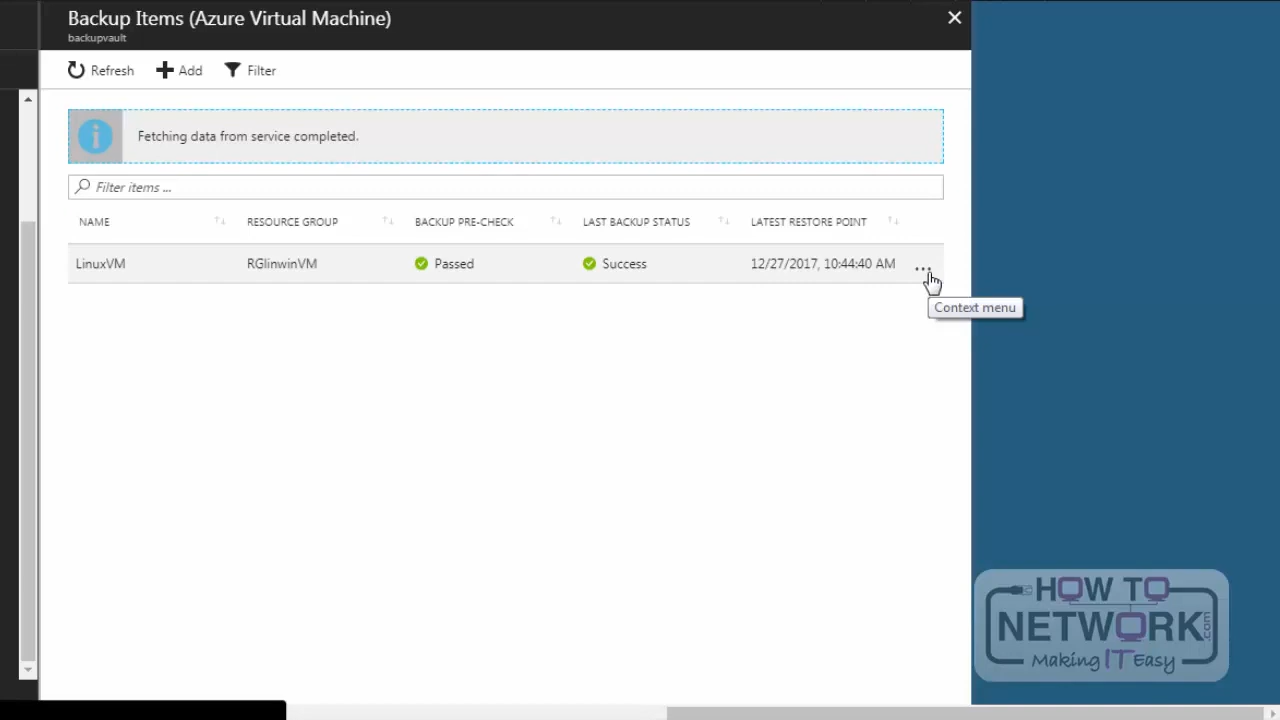 Backup Items (Azure Virtual Machine)
backupvault
Refresh Add Filter
Fetching data from service completed.
Filter items ...
NAME RESOURCE GROUP BACKUP PRE-CHECK LAST BACKUP STATUS LATEST RESTORE POINT
LinuxVM RGlinwinVM Passed Success 12/27/2017, 10:44:40 AM ...
Context menu
HOW TO
NETWORK.com
Making IT Easy